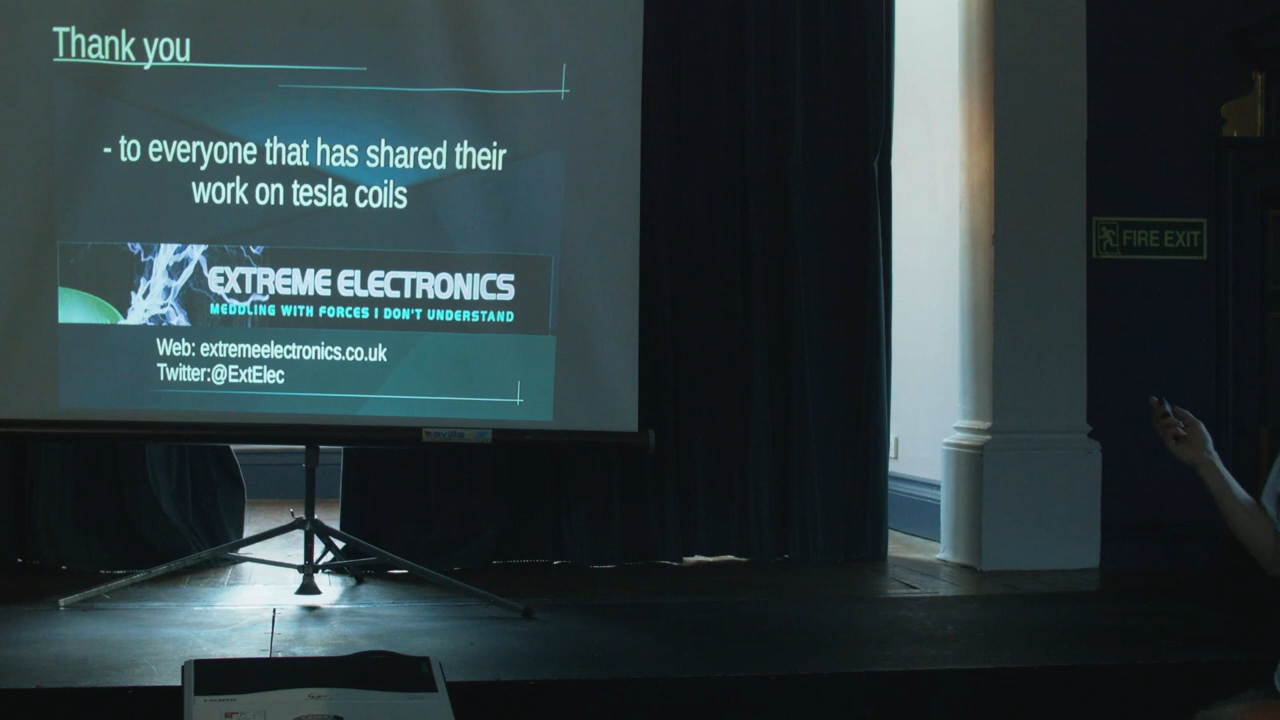 Thank you
- to everyone that has shared their
work on tesla coils
EXTREME ELECTRONICS
MEDDLING WITH FORCES I DON'T UNDERSTAND
Web: extremeelectronics.co.uk
Twitter:@ExtElec
FIRE EXIT